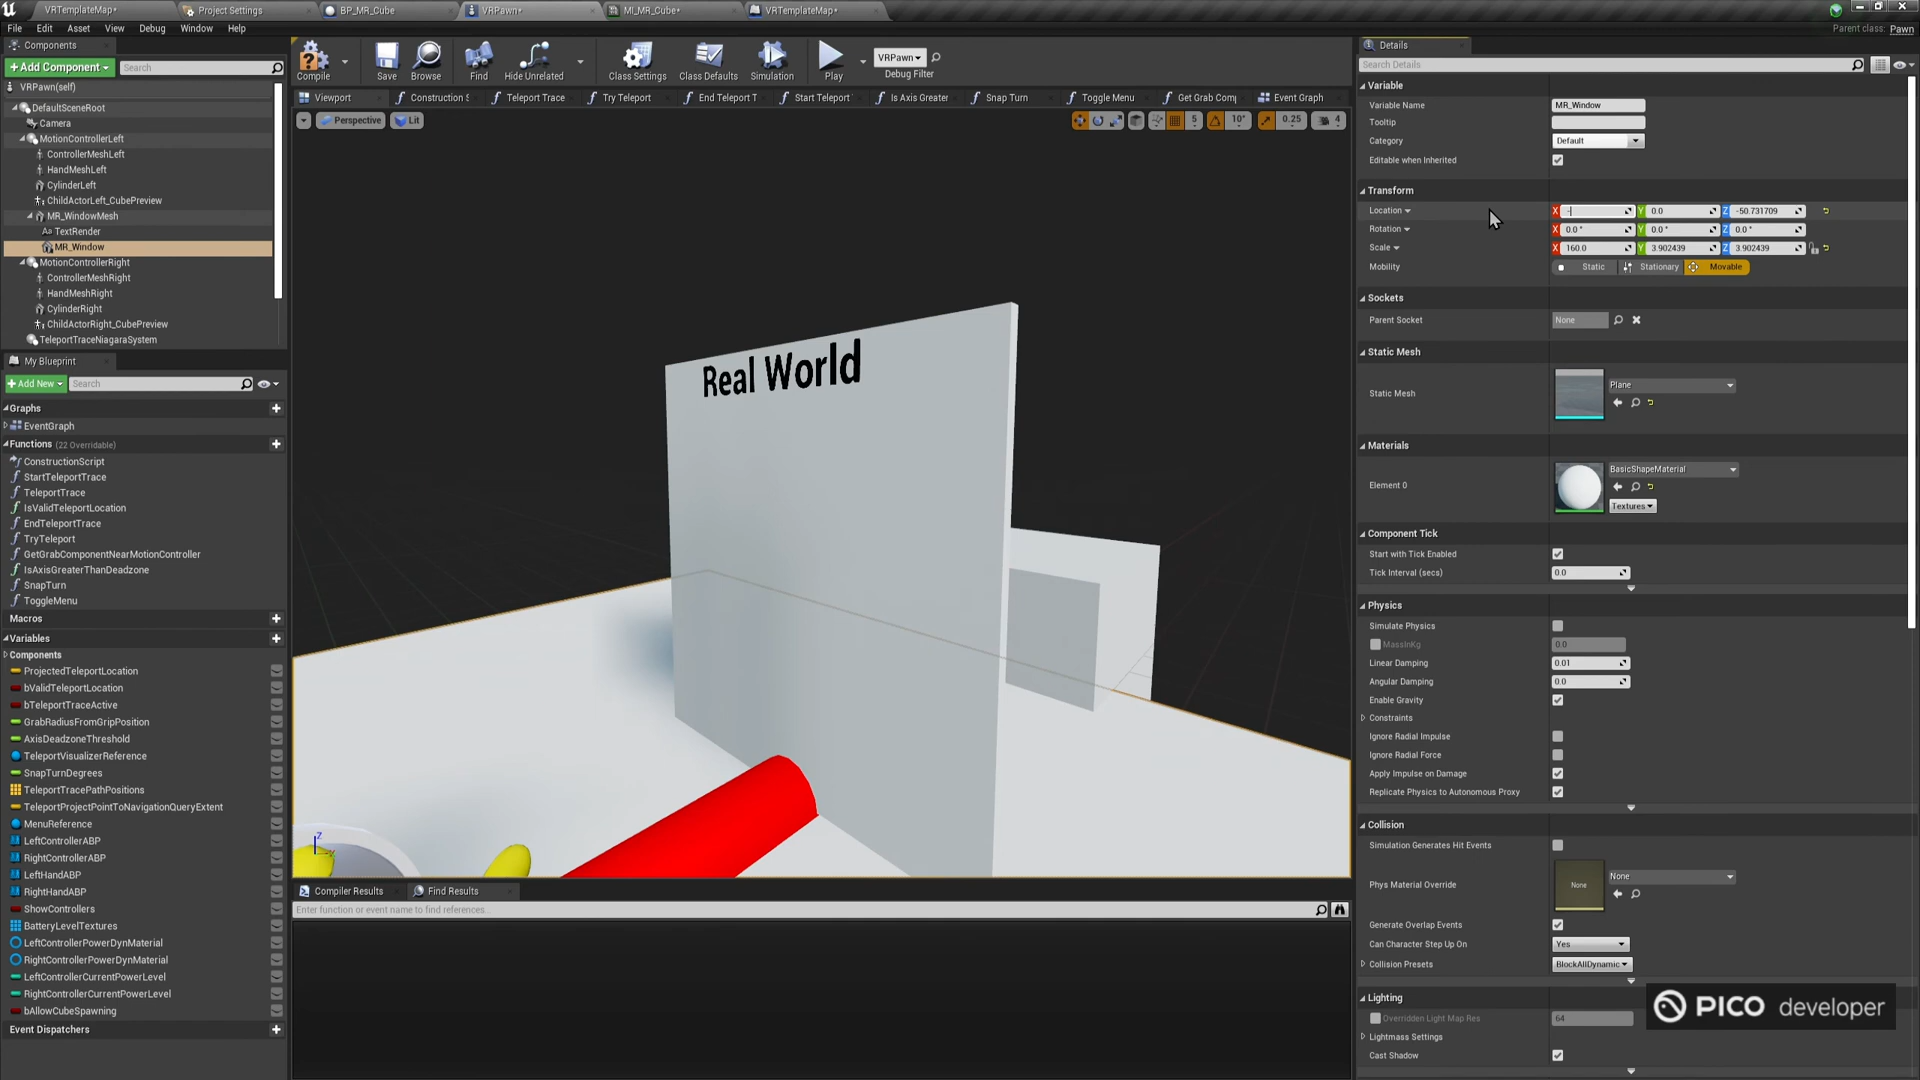 VRTemplateMap•
Project Settings
BP_MR_Cube
VRPawn•
MI_MR_Cube•
VRTemplateMap•
File Edit Asset View Debug Window Help
Parent class: Pawn
Components
+Add Component
Search
VRPawn(self)
DefaultSceneRoot
Camera
MotionControllerLeft
ControllerMeshLeft
HandMeshLeft
CylinderLeft
ChildActorLeft_CubePreview
MR_WindowMesh
TextRender
MR_Window
MotionControllerRight
ControllerMeshRight
HandMeshRight
CylinderRight
ChildActorRight_CubePreview
TeleportTraceNiagaraSystem
My Blueprint
+Add New
Search
Graphs
EventGraph
Functions (22 Overridable)
ConstructionScript
StartTeleportTrace
TeleportTrace
IsValidTeleportLocation
EndTeleportTrace
TryTeleport
GetGrabComponentNearMotionController
IsAxisGreaterThanDeadzone
SnapTurn
ToggleMenu
Macros
Variables
Components
ProjectedTeleportLocation
bValidTeleportLocation
bTeleportTraceActive
GrabRadiusFromGripPosition
AxisDeadzoneThreshold
TeleportVisualizerReference
SnapTurnDegrees
TeleportTracePathPositions
TeleportProjectPointToNavigationQueryExtent
MenuReference
LeftControllerABP
RightControllerABP
LeftHandABP
RightHandABP
ShowControllers
BatteryLevelTextures
LeftControllerPowerDynMaterial
RightControllerPowerDynMaterial
LeftControllerCurrentPowerLevel
RightControllerCurrentPowerLevel
bAllowCubeSpawning
Event Dispatchers
Compile
Save
Browse
Find
Hide Unrelated
Class Settings
Class Defaults
Simulation
Play
VRPawn
Debug Filter
Viewport
Construction S
Teleport Trace
Try Teleport
End Teleport T
Start Teleport
Is Axis Greater
Snap Turn
Toggle Menu
Get Grab Comp
Event Graph
Perspective
Lit
5
10°
0.25
4
Real World
Z
Compiler Results
Find Results
Enter function or event name to find references...
Details
Search Details
Variable
Variable Name MR_Window
Tooltip
Category Default
Editable when Inherited
Transform
Location X - Y 0.0 Z -50.731709
Rotation X 0.0° Y 0.0° Z 0.0°
Scale X 160.0 Y 3.902439 Z 3.902439
Mobility Static Stationary Movable
Sockets
Parent Socket None
Static Mesh
Static Mesh Plane
Materials
Element 0 BasicShapeMaterial
Textures
Component Tick
Start with Tick Enabled
Tick Interval (secs) 0.0
Physics
Simulate Physics
MassInKg 0.0
Linear Damping 0.01
Angular Damping 0.0
Enable Gravity
Constraints
Ignore Radial Impulse
Ignore Radial Force
Apply Impulse on Damage
Replicate Physics to Autonomous Proxy
Collision
Simulation Generates Hit Events
Phys Material Override None None
Generate Overlap Events
Can Character Step Up On Yes
Collision Presets BlockAllDynamic
Lighting
Overridden Light Map Res 64
Lightmass Settings
Cast Shadow
PICO developer